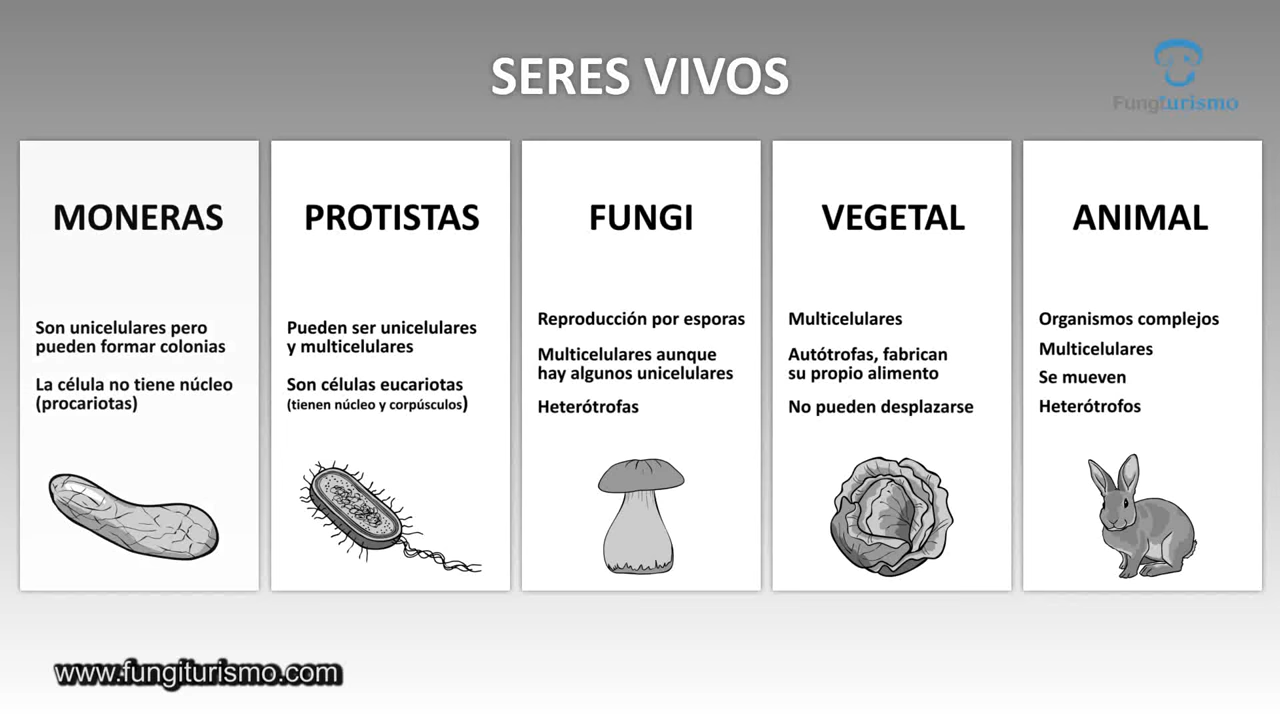 SERES VIVOS
Fungiturismo
MONERAS
Son unicelulares pero
pueden formar colonias
La célula no tiene núcleo
(procariotas)
PROTISTAS
Pueden ser unicelulares
y multicelulares
Son células eucariotas
(tienen núcleo y corpúsculos)
FUNGI
Reproducción por esporas
Multicelulares aunque
hay algunos unicelulares
Heterótrofas
VEGETAL
Multicelulares
Autótrofas, fabrican
su propio alimento
No pueden desplazarse
ANIMAL
Organismos complejos
Multicelulares
Se mueven
Heterótrofos
www.fungiturismo.com